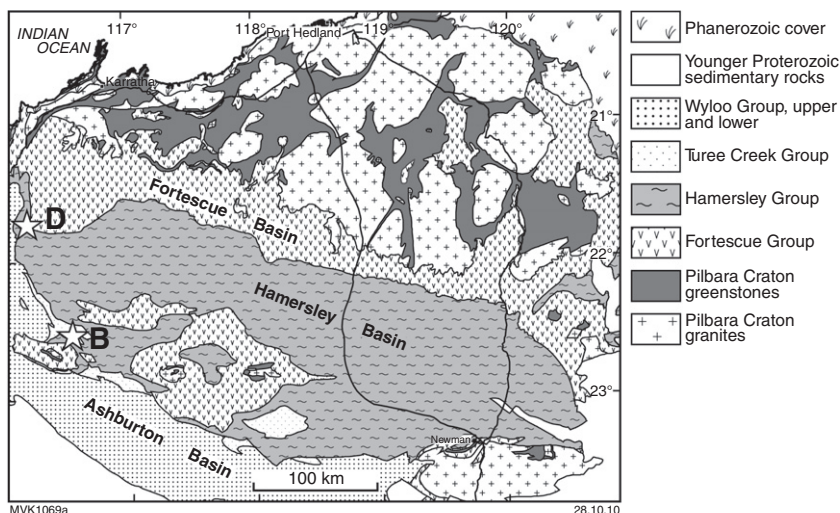 117°
118°
119°
120°
INDIAN
OCEAN
Port Hedland
Karratha
21°
22°
23°
Fortescue
Basin
D
Hamersley
Basin
B
Ashburton
Basin
Newman
100 km
MVK1069a
28.10.10
Phanerozoic cover
Younger Proterozoic
sedimentary rocks
Wyloo Group, upper
and lower
Turee Creek Group
Hamersley Group
Fortescue Group
Pilbara Craton
greenstones
Pilbara Craton
granites